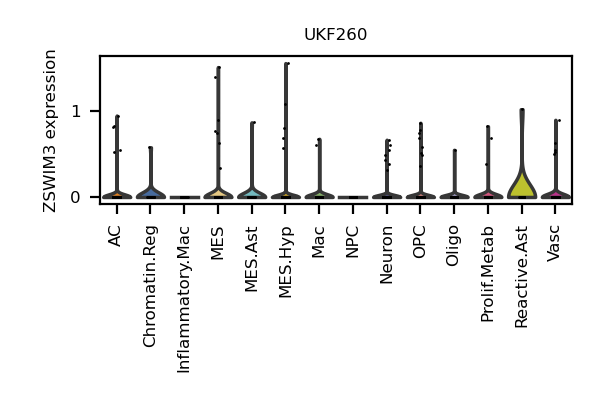 UKF260
ZSWIM3 expression
1
0
AC
Chromatin.Reg
Inflammatory.Mac
MES
MES.Ast
MES.Hyp
Mac
NPC
Neuron
OPC
Oligo
Prolif.Metab
Reactive.Ast
Vasc